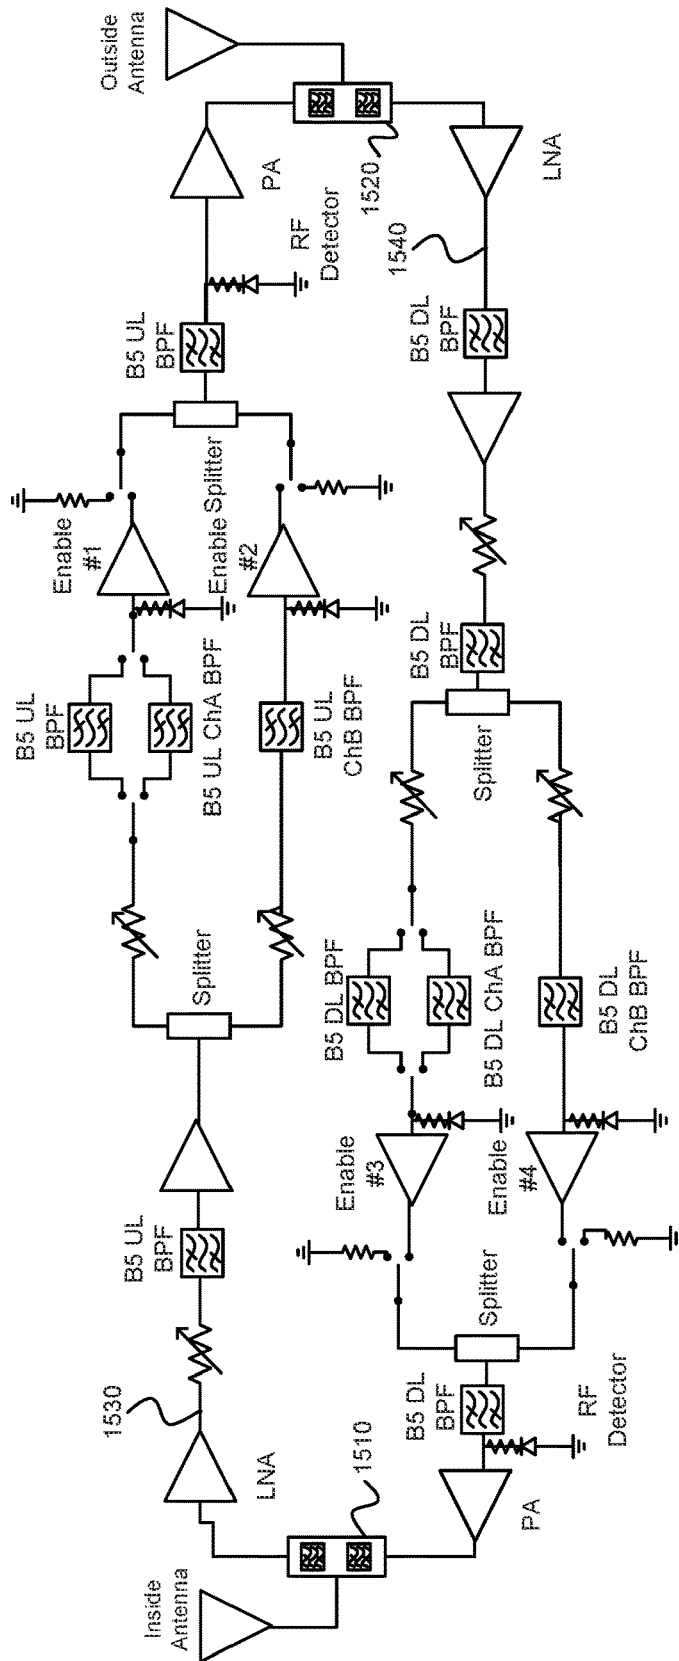 Inside
Antenna
1510
LNA
1530
B5 UL
BPF
Splitter
B5 UL
BPF
B5 UL ChA BPF
B5 UL
ChB BPF
Enable
#1
Enable
#2
Splitter
B5 UL
BPF
RF
Detector
PA
Outside
Antenna
1520
LNA
1540
B5 DL
BPF
B5 DL
BPF
Splitter
B5 DL BPF
B5 DL ChA BPF
B5 DL
ChB BPF
Enable
#3
Enable
#4
Splitter
B5 DL
BPF
RF
Detector
PA